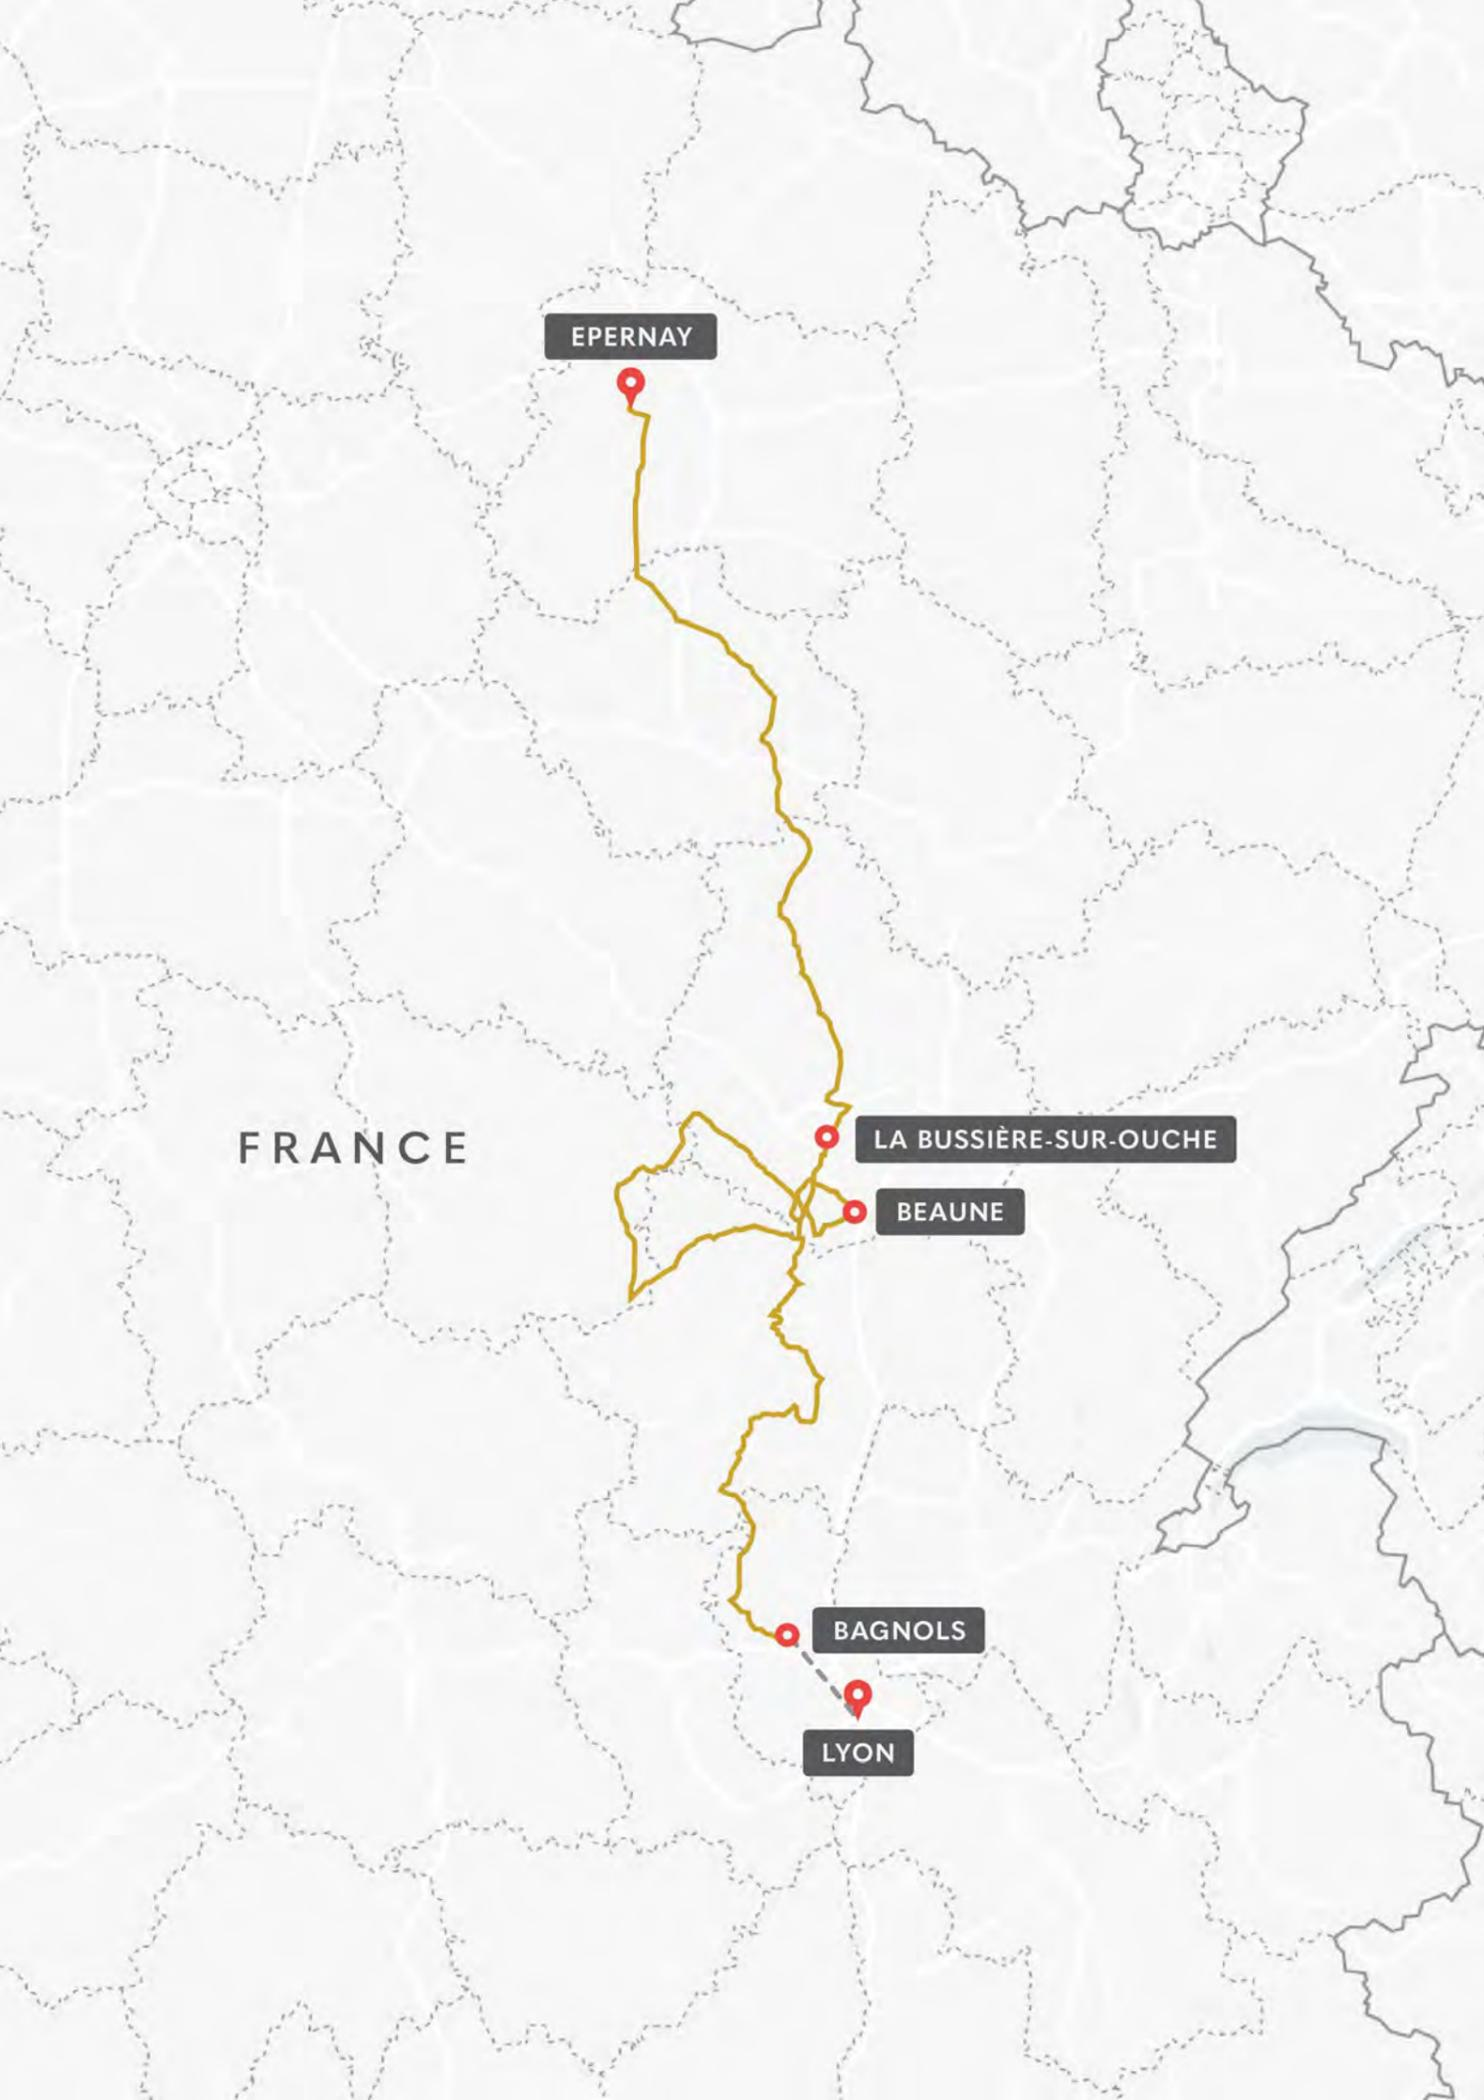 EPERNAY
LA BUSSIÈRE-SUR-OUCHE
FRANCE
BEAUNE
BAGNOLS
LYON